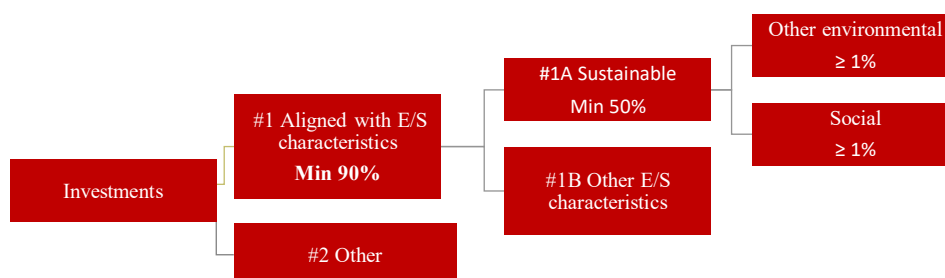 Investments
#1 Aligned with E/S
characteristics
Min 90%
#2 Other
#1A Sustainable
Min 50%
#1B Other E/S
characteristics
Other environmental
≥ 1%
Social
≥ 1%